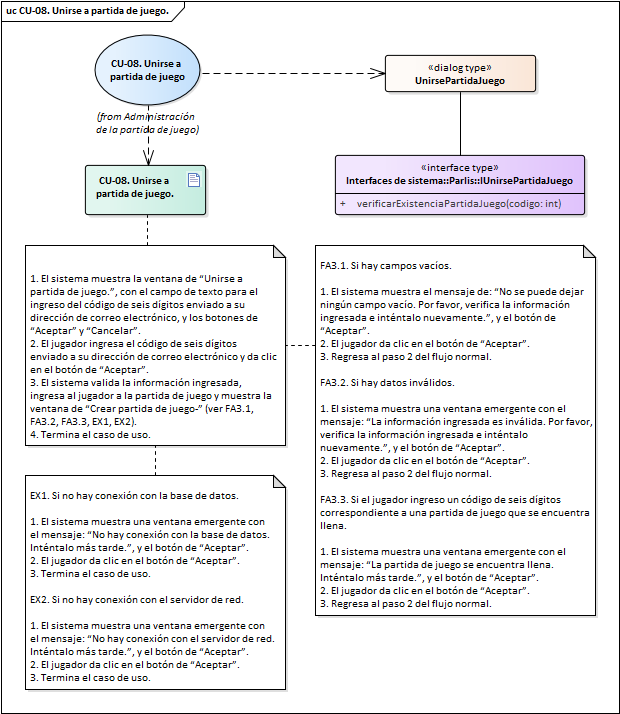 uc CU-08. Unirse a partida de juego.
CU-08. Unirse a
partida de juego
(from Administración
de la partida de juego)
«dialog type»
UnirsePartidaJuego
CU-08. Unirse a
partida de juego.
«interface type»
Interfaces de sistema::Parlis::IUnirsePartidaJuego
+ verificarExistenciaPartidaJuego(codigo: int)
1. El sistema muestra la ventana de “Unirse a
partida de juego.”, con el campo de texto para el
ingreso del código de seis dígitos enviado a su
dirección de correo electrónico, y los botones de
“Aceptar” y “Cancelar”.
2. El jugador ingresa el código de seis dígitos
enviado a su dirección de correo electrónico y da clic
en el botón de “Aceptar”.
3. El sistema valida la información ingresada,
ingresa al jugador a la partida de juego y muestra la
ventana de “Crear partida de juego-” (ver FA3.1,
FA3.2, FA3.3, EX1, EX2).
4. Termina el caso de uso.
FA3.1. Si hay campos vacíos.
1. El sistema muestra el mensaje de: “No se puede dejar
ningún campo vacío. Por favor, verifica la información
ingresada e inténtalo nuevamente.”, y el botón de
“Aceptar”.
2. El jugador da clic en el botón de “Aceptar”.
3. Regresa al paso 2 del flujo normal.
FA3.2. Si hay datos inválidos.
1. El sistema muestra una ventana emergente con el
mensaje: “La información ingresada es inválida. Por favor,
verifica la información ingresada e inténtalo
nuevamente.”, y el botón de “Aceptar”.
2. El jugador da clic en el botón de “Aceptar”.
3. Regresa al paso 2 del flujo normal.
FA3.3. Si el jugador ingreso un código de seis dígitos
correspondiente a una partida de juego que se encuentra
llena.
1. El sistema muestra una ventana emergente con el
mensaje: “La partida de juego se encuentra llena.
Inténtalo más tarde.”, y el botón de “Aceptar”.
2. El jugador da clic en el botón de “Aceptar”.
3. Regresa al paso 2 del flujo normal.
EX1. Si no hay conexión con la base de datos.
1. El sistema muestra una ventana emergente con
el mensaje: “No hay conexión con la base de datos.
Inténtalo más tarde.”, y el botón de “Aceptar”.
2. El jugador da clic en el botón de “Aceptar”.
3. Termina el caso de uso.
EX2. Si no hay conexión con el servidor de red.
1. El sistema muestra una ventana emergente con
el mensaje: “No hay conexión con el servidor de red.
Inténtalo más tarde.”, y el botón de “Aceptar”.
2. El jugador da clic en el botón de “Aceptar”.
3. Termina el caso de uso.